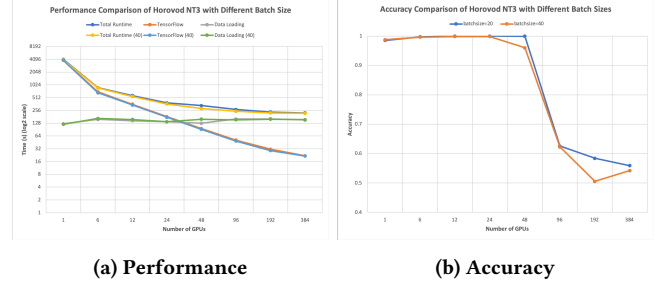 Performance Comparison of Horovod NT3 with Different Batch Size
Total Runtime TensorFlow Data Loading
Total Runtime (40) TensorFlow (40) Data Loading (40)
8192
4096
2048
1024
512
256
128
64
32
16
8
4
2
1
Time (s) (log2 scale)
1 6 12 24 48 96 192 384
Number of GPUs
(a) Performance
Accuracy Comparison of Horovod NT3 with Different Batch Sizes
batchsize=20 batchsize=40
1
0.9
0.8
0.7
0.6
0.5
0.4
Accuracy
1 6 12 24 48 96 192 384
Number of GPUs
(b) Accuracy